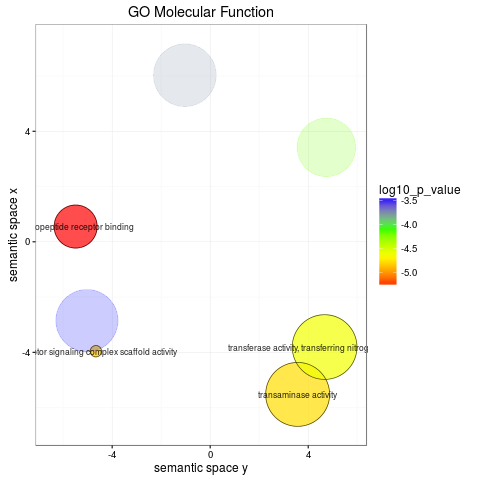 GO Molecular Function
semantic space x
4
0
-4
opeptide receptor binding
tor signaling complex scaffold activity
transferase activity, transferring nitrog
transaminase activity
-4
0
4
semantic space y
log10_p_value
-3.5
-4.0
-4.5
-5.0